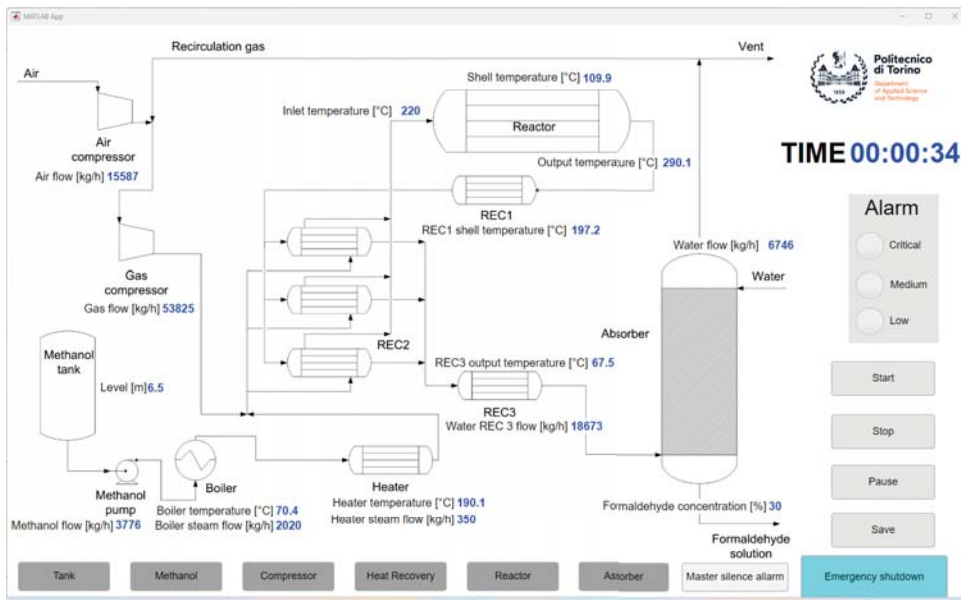 MATLAB App
Recirculation gas
Vent
Air
Politecnico
di Torino
Department
of Applied Science
and Technology
Shell temperature [°C] 109.9
Inlet temperature [°C] 220
Reactor
Air
compressor
Air flow [kg/h] 15587
Output temperature [°C] 290.1
TIME 00:00:34
REC1
REC1 shell temperature [°C] 197.2
Alarm
Critical
Medium
Low
Water flow [kg/h] 6746
Water
Gas
compressor
Gas flow [kg/h] 53825
Absorber
REC2
Methanol
tank
Level [m] 6.5
REC3 output temperature [°C] 67.5
REC3
Water REC 3 flow [kg/h] 18673
Start
Stop
Pause
Save
Boiler
Heater
Methanol
pump
Methanol flow [kg/h] 3776
Boiler temperature [°C] 70.4
Boiler steam flow [kg/h] 2020
Heater temperature [°C] 190.1
Heater steam flow [kg/h] 350
Formaldehyde concentration [%] 30
Formaldehyde
solution
Tank
Methanol
Compressor
Heat Recovery
Reactor
Astorber
Master silence allarm
Emergency shutdown